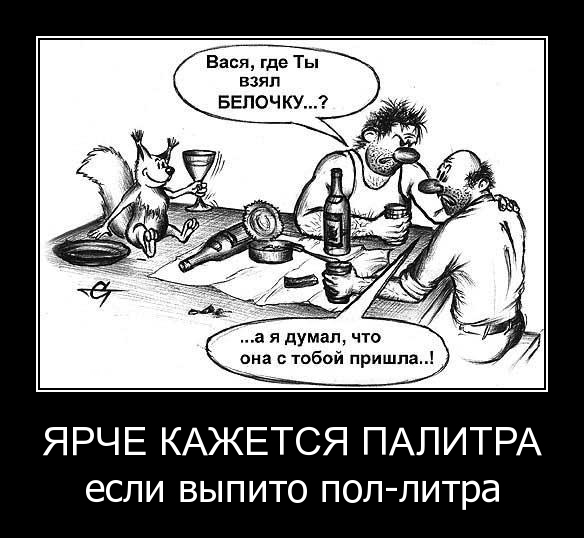 Вася, где Ты
взял
БЕЛОЧКУ...?
...а я думал, что
она с тобой пришла..!
ЯРЧЕ КАЖЕТСЯ ПАЛИТРА
если выпито пол-литра